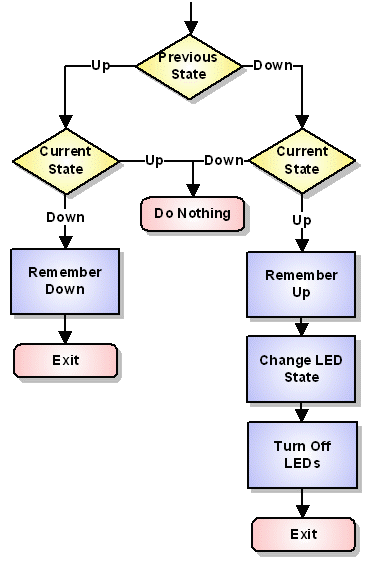 Previous
State
Up
Down
Current
State
Up
Down
Current
State
Do Nothing
Down
Up
Remember
Down
Remember
Up
Exit
Change LED
State
Turn Off
LEDs
Exit